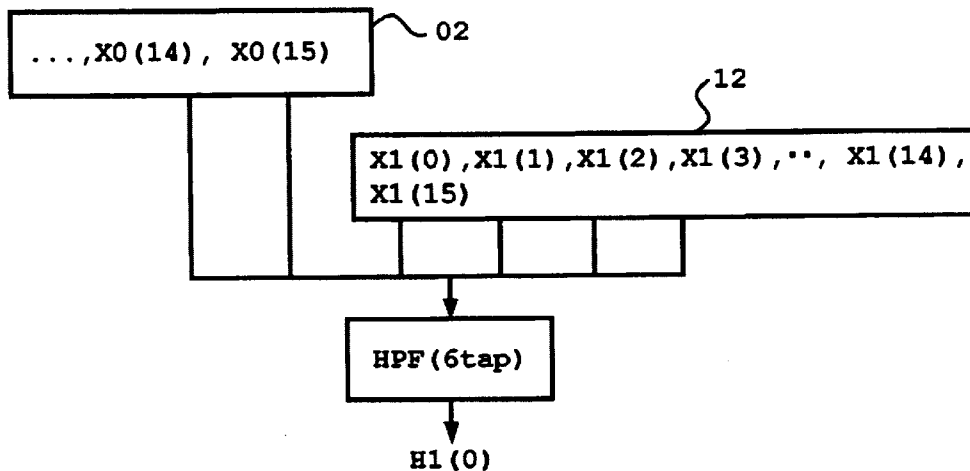 02
...,X0(14), X0(15)
12
X1(0),X1(1),X1(2),X1(3),··, X1(14),
X1(15)
HPF(6tap)
H1(0)